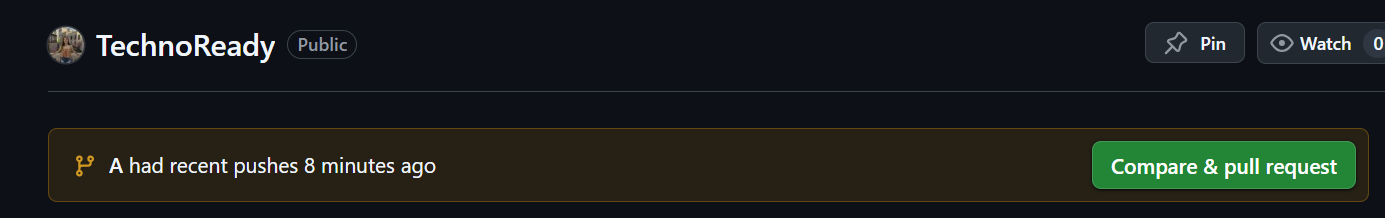 TechnoReady Public Pin Watch 0
A had recent pushes 8 minutes ago Compare & pull request